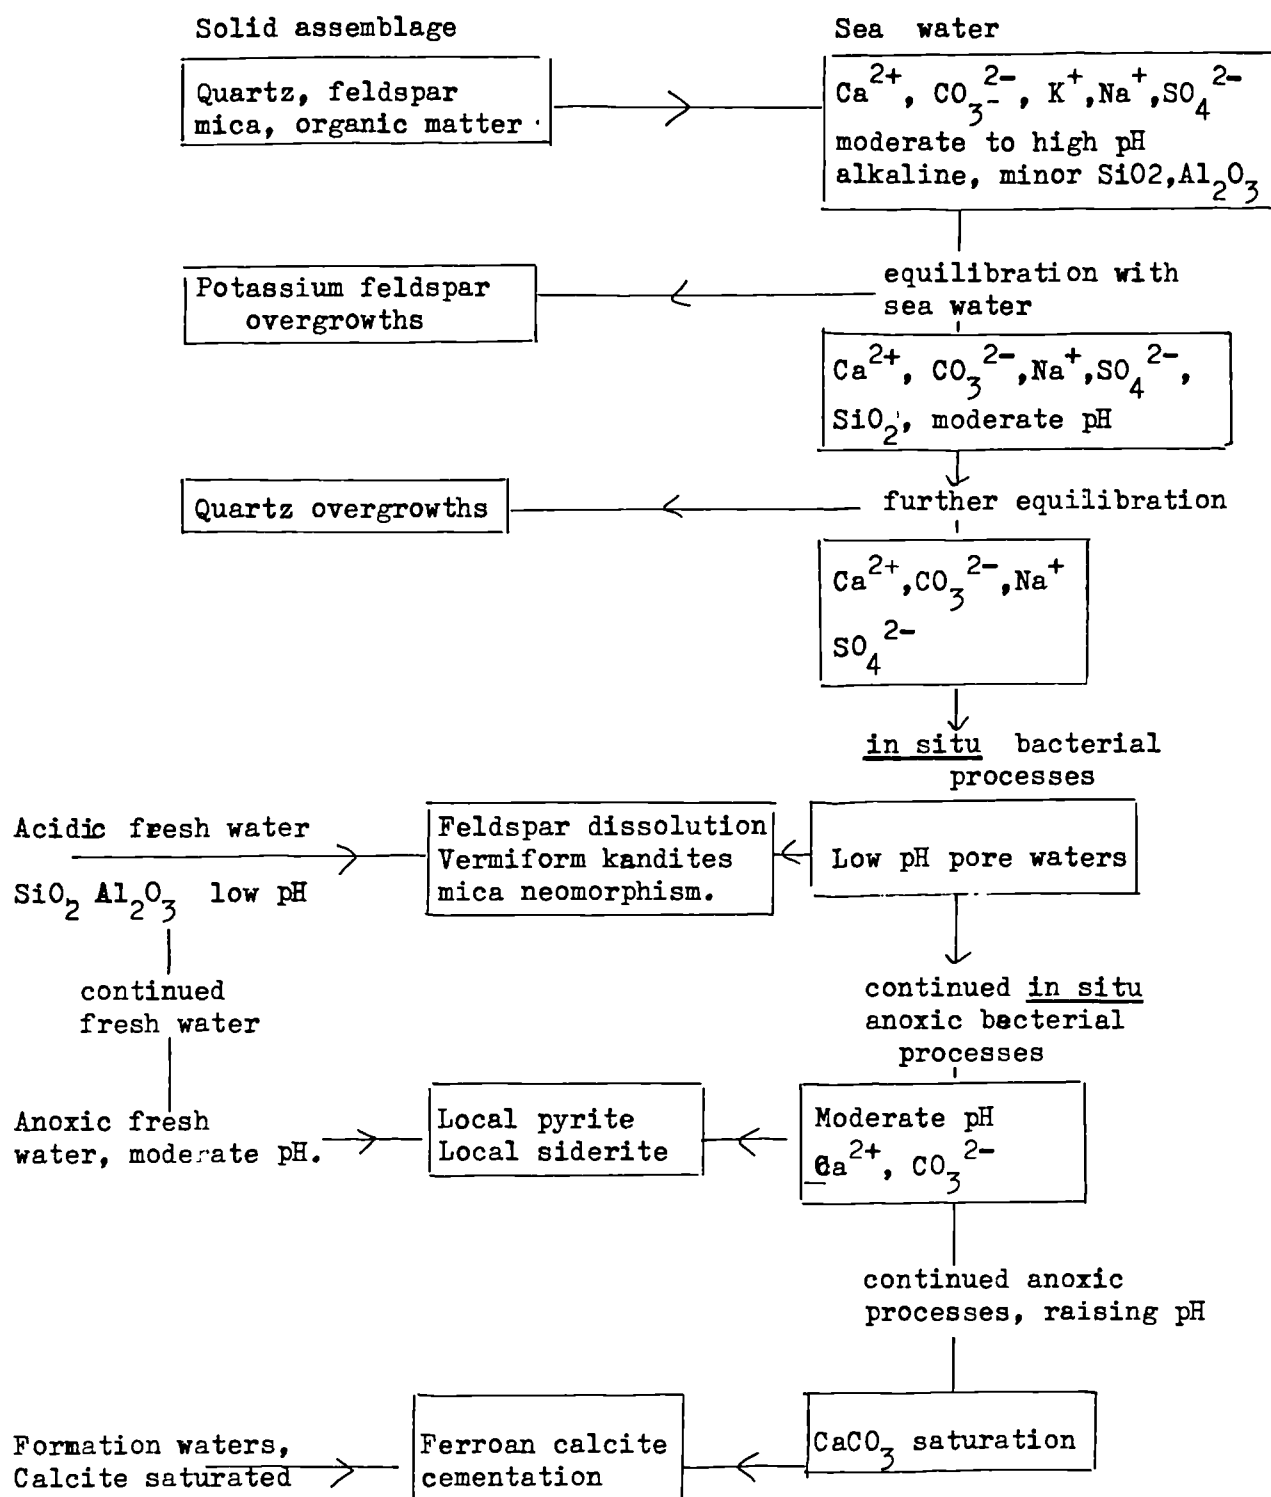 Solid assemblage
Sea water
Quartz, feldspar
mica, organic matter
Ca²⁺, CO₃²⁻, K⁺,Na⁺,SO₄²⁻
moderate to high pH
alkaline, minor SiO2,Al₂O₃
equilibration with
sea water
Potassium feldspar
overgrowths
Ca²⁺, CO₃²⁻,Na⁺,SO₄²⁻,
SiO₂, moderate pH
further equilibration
Quartz overgrowths
Ca²⁺,CO₃²⁻,Na⁺
SO₄²⁻
in situ bacterial
processes
Acidic fresh water
SiO₂ Al₂O₃ low pH
Feldspar dissolution
Vermiform kandites
mica neomorphism.
Low pH pore waters
continued
fresh water
continued in situ
anoxic bacterial
processes
Anoxic fresh
water, moderate pH.
Local pyrite
Local siderite
Moderate pH
Ca²⁺, CO₃²⁻
continued anoxic
processes, raising pH
Formation waters,
Calcite saturated
Ferroan calcite
cementation
CaCO₃ saturation